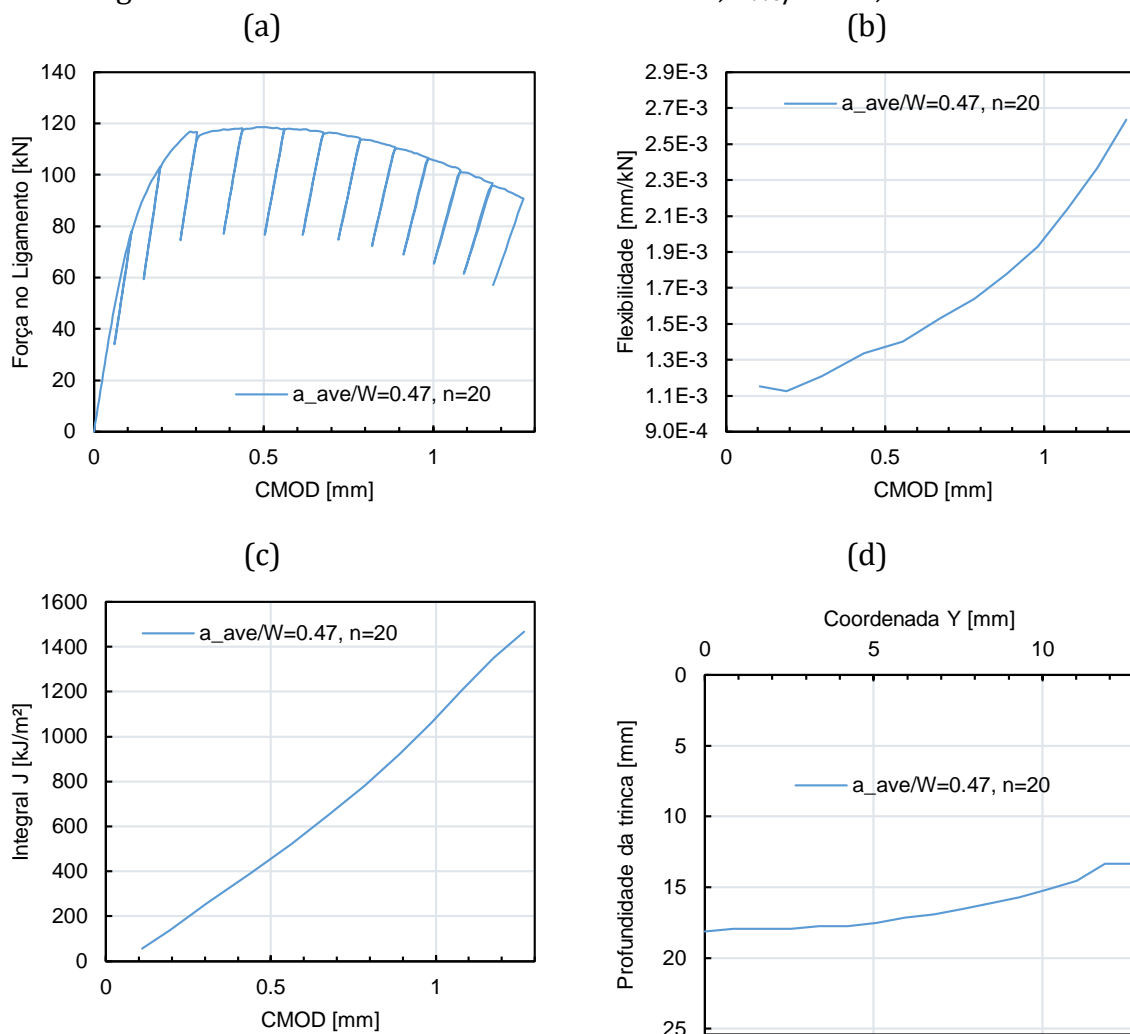 (a)
Força no Ligamento [kN]
140
120
100
80
60
40
20
0
0 0.5 1
CMOD [mm]
a_ave/W=0.47, n=20
(b)
Flexibilidade [mm/kN]
2.9E-3
2.7E-3
2.5E-3
2.3E-3
2.1E-3
1.9E-3
1.7E-3
1.5E-3
1.3E-3
1.1E-3
9.0E-4
0 0.5 1
CMOD [mm]
a_ave/W=0.47, n=20
(c)
Integral J [kJ/m²]
1600
1400
1200
1000
800
600
400
200
0
0 0.5 1
CMOD [mm]
a_ave/W=0.47, n=20
(d)
Coordenada Y [mm]
0 5 10
Profundidade da trinca [mm]
0
5
10
15
20
25
a_ave/W=0.47, n=20